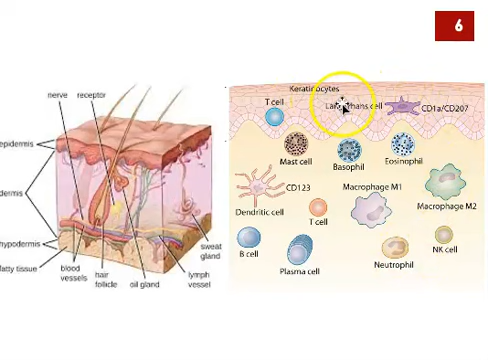 6
nerve
receptor
epidermis
dermis
hypodermis
fatty tissue
blood
vessels
hair
follicle
oil gland
lymph
vessel
sweat
gland
Keratinocytes
T cell
CD1a/CD207
Mast cell
Basophil
Eosinophil
CD123
Dendritic cell
T cell
Macrophage M1
Macrophage M2
B cell
Plasma cell
Neutrophil
NK cell